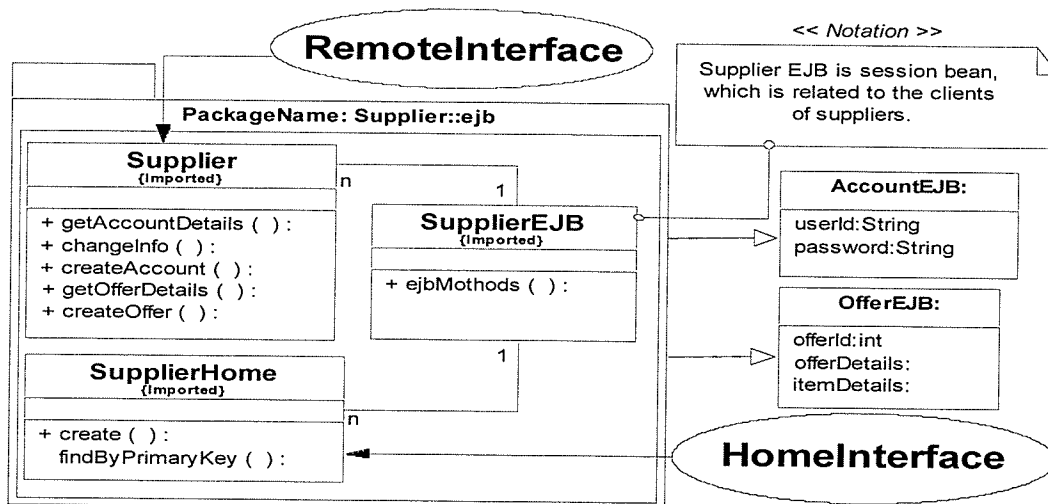 RemoteInterface
<< Notation >>
Supplier EJB is session bean,
which is related to the clients
of suppliers.
PackageName: Supplier::ejb
Supplier
{Imported}
+ getAccountDetails ( ) :
+ changeInfo ( ) :
+ createAccount ( ) :
+ getOfferDetails ( ) :
+ createOffer ( ) :
n
1
SupplierEJB
{Imported}
+ ejbMothods ( ) :
1
AccountEJB:
userId:String
password:String
OfferEJB:
offerId:int
offerDetails:
itemDetails:
SupplierHome
{Imported}
n
+ create ( ) :
findByPrimaryKey ( ) :
HomeInterface